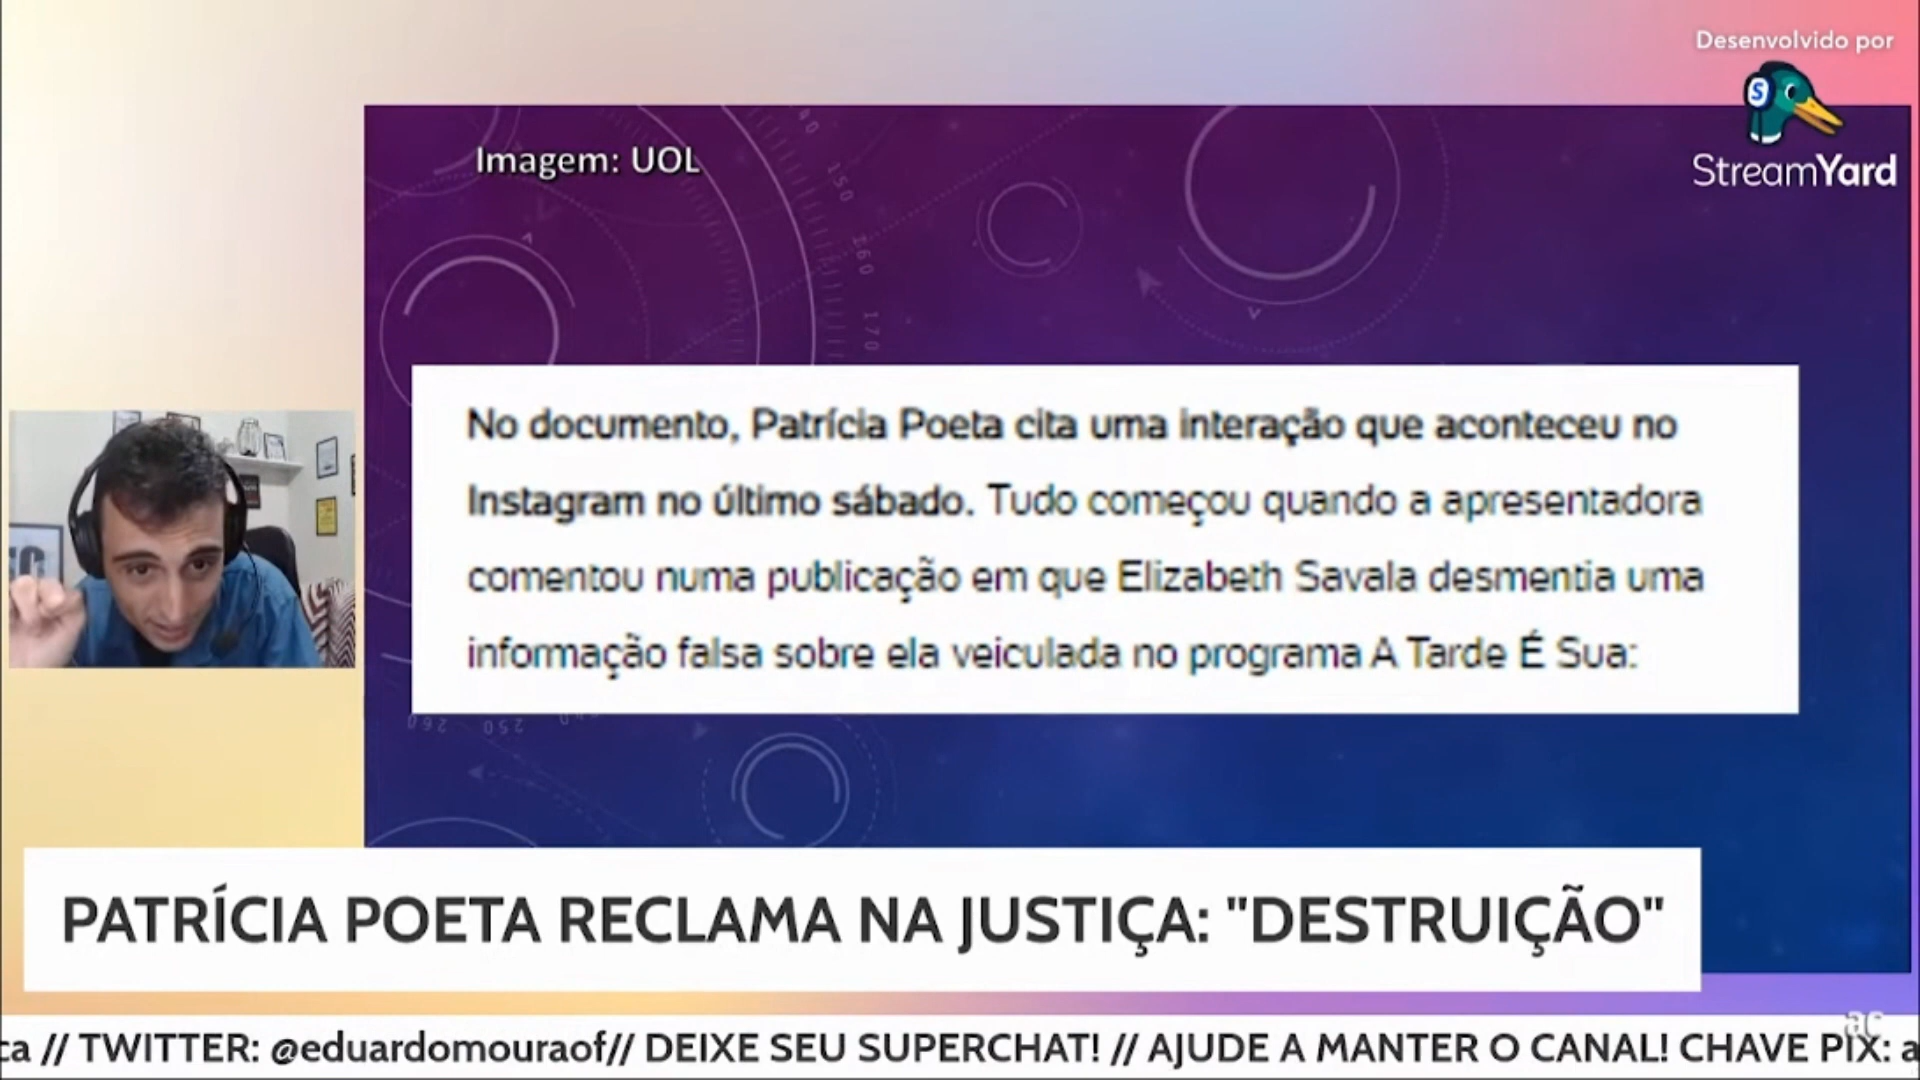 Desenvolvido por
StreamYard
Imagem: UOL
No documento, Patrícia Poeta cita uma interação que aconteceu no
Instagram no último sábado. Tudo começou quando a apresentadora
comentou numa publicação em que Elizabeth Savala desmentia uma
informação falsa sobre ela veiculada no programa A Tarde É Sua:
PATRÍCIA POETA RECLAMA NA JUSTIÇA: "DESTRUIÇÃO"
ca // TWITTER: @eduardomouraof// DEIXE SEU SUPERCHAT! // AJUDE A MANTER O CANAL! CHAVE PIX: a